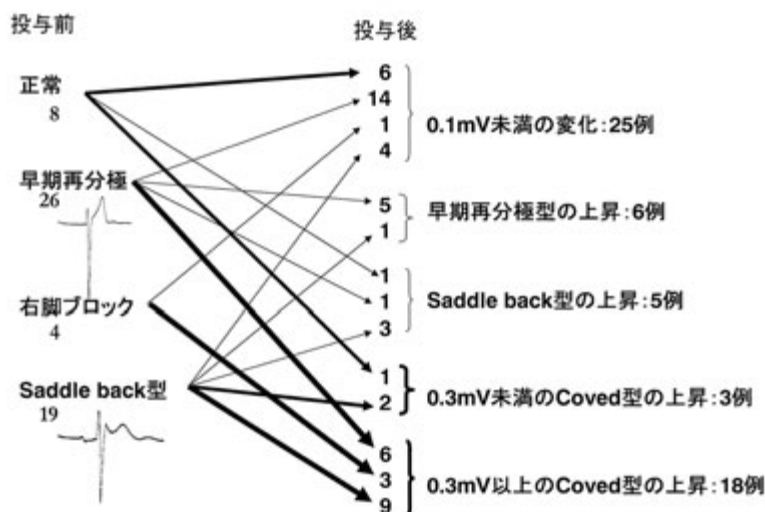 投与前
投与後
正常
8
6
14
1
4
0.1mV未満の変化:25例
早期再分極
26
5
1
早期再分極型の上昇:6例
1
1
3
Saddle back型の上昇:5例
右脚ブロック
4
1
2
0.3mV未満のCoved型の上昇:3例
Saddle back型
19
6
3
9
0.3mV以上のCoved型の上昇:18例